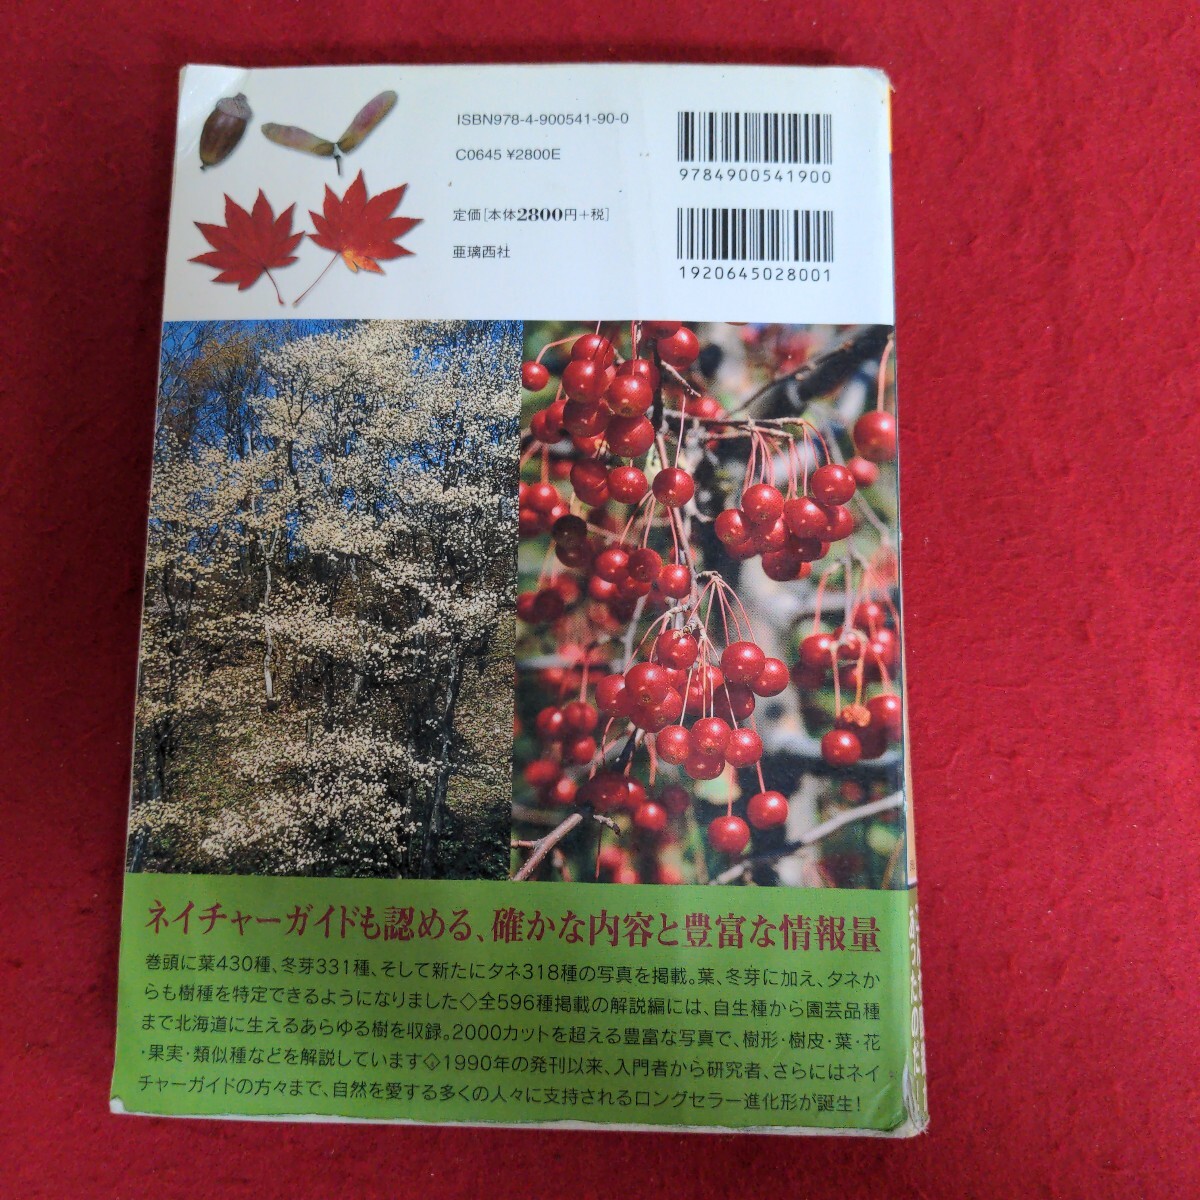 ISBN978-4-900541-90-0
C0645 ¥2800E
定価[本体2800円+税]
亜璃西社
9784900541900
1920645028001
ネイチャーガイドも認める、確かな内容と豊富な情報量
巻頭に葉430種、冬芽331種、そして新たにタネ318種の写真を掲載。葉、冬芽に加え、タネか
らも樹種を特定できるようになりました◇全596種掲載の解説編には、自生種から園芸品種
まで北海道に生えるあらゆる樹を収録。2000カットを超える豊富な写真で、樹形・樹皮・葉・花
・果実・類似種などを解説しています◇1990年の発刊以来、入門者から研究者、さらにはネイ
チャーガイドの方々まで、自然を愛する多くの人々に支持されるロングセラー進化形が誕生!